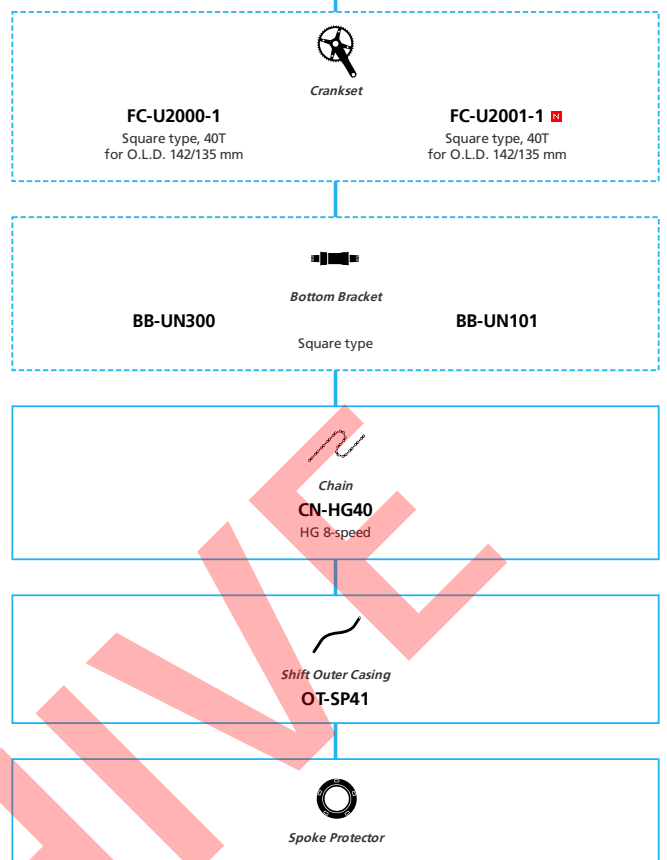 Crankset
FC-U2000-1
Square type, 40T
for O.L.D. 142/135 mm
FC-U2001-1 N
Square type, 40T
for O.L.D. 142/135 mm
Bottom Bracket
BB-UN300
BB-UN101
Square type
Chain
CN-HG40
HG 8-speed
Shift Outer Casing
OT-SP41
Spoke Protector
HIVE